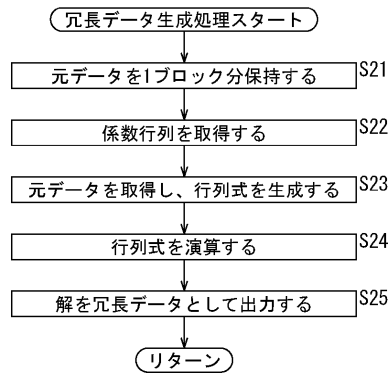 冗長データ生成処理スタート
元データを1ブロック分保持する S21
係数行列を取得する S22
元データを取得し、行列式を生成する S23
行列式を演算する S24
解を冗長データとして出力する S25
リターン